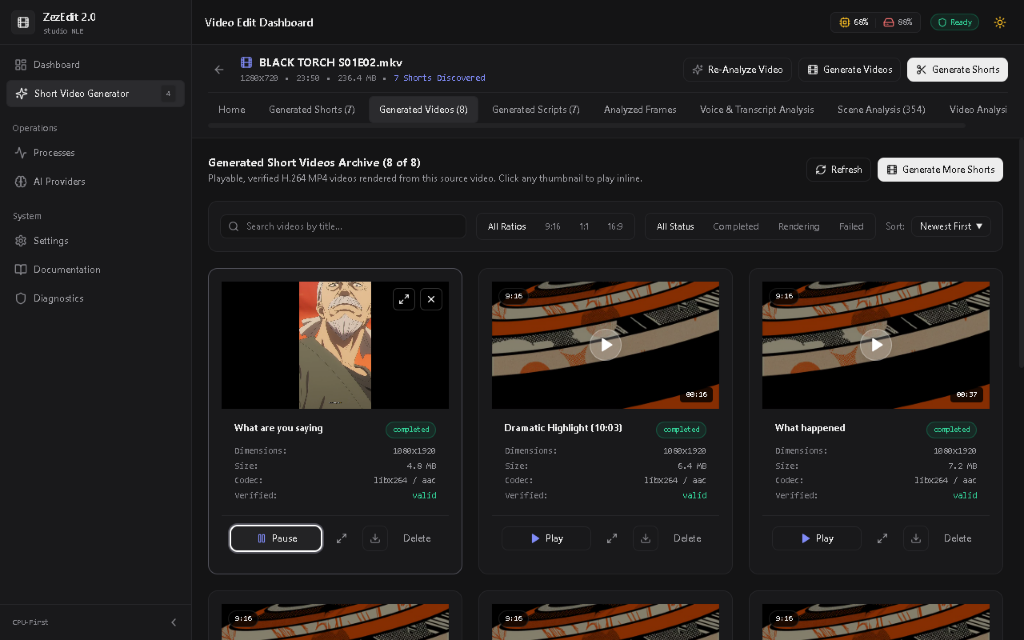 ZezEdit 2.0
Studio NLE
Dashboard
Short Video Generator
4
Operations
Processes
AI Providers
System
Settings
Documentation
Diagnostics
CPU-First
Video Edit Dashboard
Ready
BLACK TORCH S01E02.mkv
1280x720 • 23:50 • 236.4 MB • 7 Shorts Discovered
Re-Analyze Video
Generate Videos
Generate Shorts
Home
Generated Shorts (7)
Generated Videos (8)
Generated Scripts (7)
Analyzed Frames
Voice & Transcript Analysis
Scene Analysis (354)
Video Analysi
Generated Short Videos Archive (8 of 8)
Playable, verified H.264 MP4 videos rendered from this source video. Click any thumbnail to play inline.
Refresh
Generate More Shorts
Search videos by title...
All Ratios
9:16
1:1
16:9
All Status
Completed
Rendering
Failed
Sort:
Newest First
What are you saying
completed
Dimensions: 1080x1920
Size: 4.8 MB
Codec: libx264 / aac
Verified: valid
Pause
Delete
9:16
00:16
Dramatic Highlight (10:03)
completed
Dimensions: 1080x1920
Size: 6.4 MB
Codec: libx264 / aac
Verified: valid
Play
Delete
9:16
00:37
What happened
completed
Dimensions: 1080x1920
Size: 7.2 MB
Codec: libx264 / aac
Verified: valid
Play
Delete
9:16
9:16
9:16